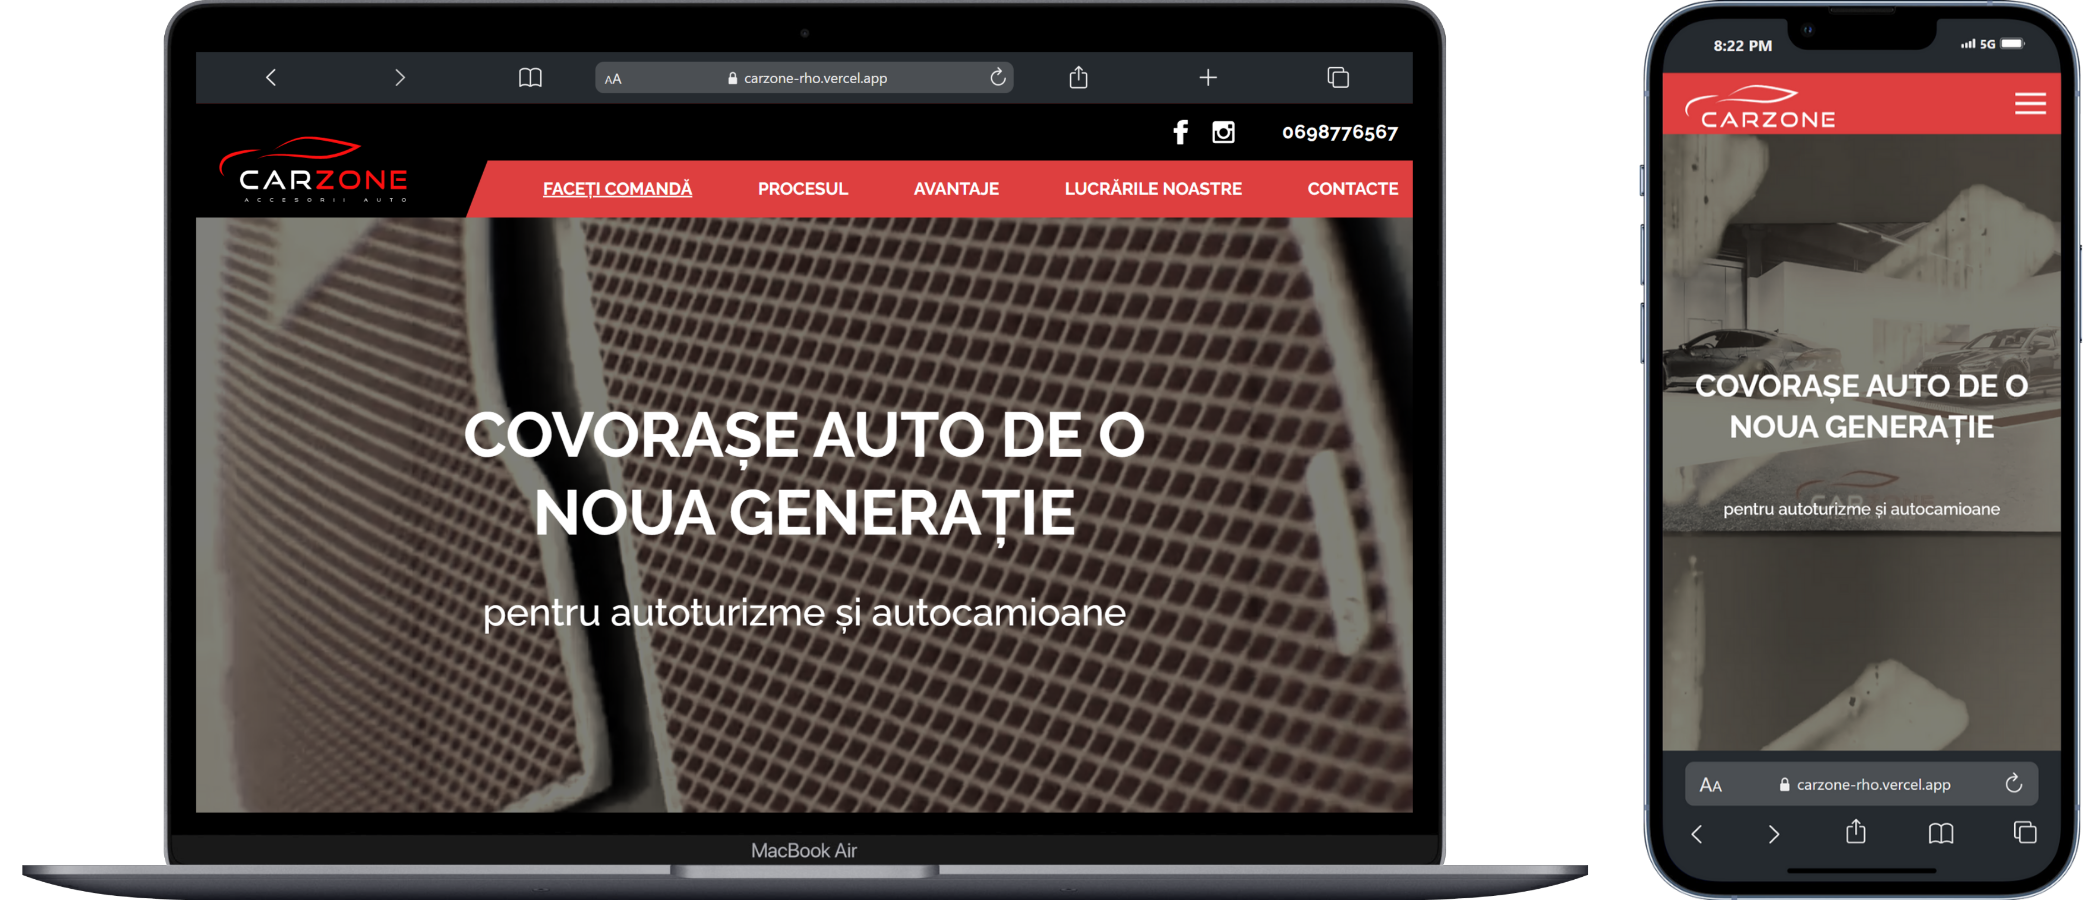 AA carzone-rho.vercel.app
0698776567
CARZONE
ACCESORII AUTO
FACEȚI COMANDĂ PROCESUL AVANTAJE LUCRĂRILE NOASTRE CONTACTE
COVORAȘE AUTO DE O
NOUA GENERAȚIE
pentru autoturizme și autocamioane
MacBook Air
8:22 PM 5G
CARZONE
COVORAȘE AUTO DE O
NOUA GENERAȚIE
CARZONE
pentru autoturizme și autocamioane
AA carzone-rho.vercel.app